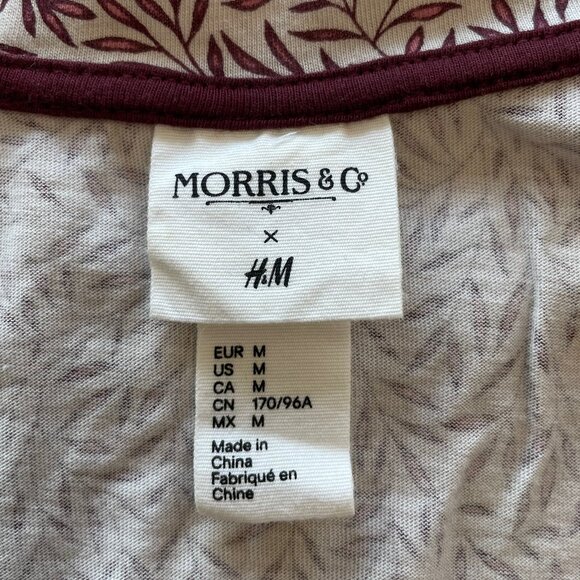 MORRIS & Cº
×
H&M
EUR M
US M
CA M
CN 170/96A
MX M
Made in
China
Fabriqué en
Chine